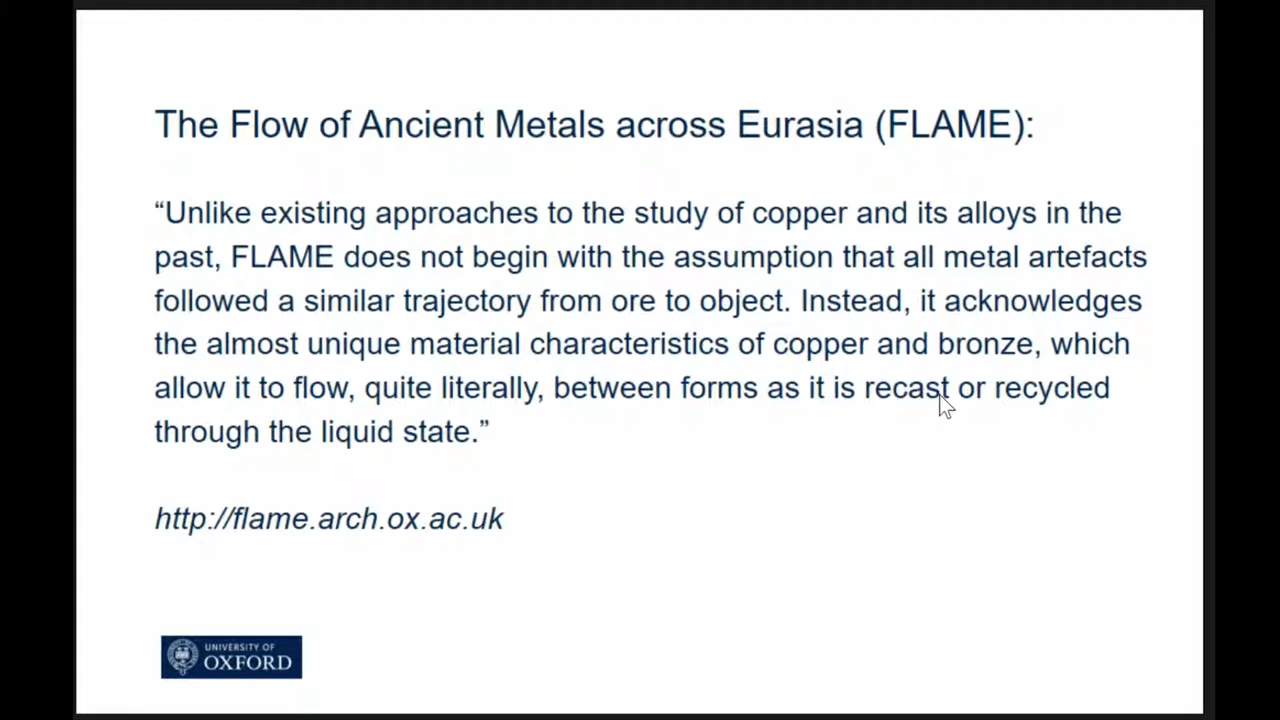 The Flow of Ancient Metals across Eurasia (FLAME):
“Unlike existing approaches to the study of copper and its alloys in the
past, FLAME does not begin with the assumption that all metal artefacts
followed a similar trajectory from ore to object. Instead, it acknowledges
the almost unique material characteristics of copper and bronze, which
allow it to flow, quite literally, between forms as it is recast or recycled
through the liquid state.”
http://flame.arch.ox.ac.uk
UNIVERSITY OF
OXFORD